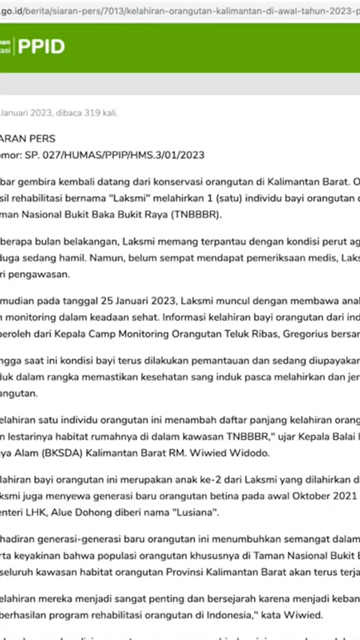 .go.id/berita/siaran-pers/7013/kelahiran-orangutan-kalimantan-di-awal-tahun-2023-p
PPID
Januari 2023, dibaca 319 kali.
ARAN PERS
omor: SP. 027/HUMAS/PPIP/HMS.3/01/2023
bar gembira kembali datang dari konservasi orangutan di Kalimantan Barat. O
sil rehabilitasi bernama "Laksmi" melahirkan 1 (satu) individu bayi orangutan
man Nasional Bukit Baka Bukit Raya (TNBBBR).
berapa bulan belakangan, Laksmi memang terpantau dengan kondisi perut ag
duga sedang hamil. Namun, belum sempat mendapat pemeriksaan medis, Laks
ri pengawasan.
mudian pada tanggal 25 Januari 2023, Laksmi muncul dengan membawa anal
n monitoring dalam keadaan sehat. Informasi kelahiran bayi orangutan dari ind
peroleh dari Kepala Camp Monitoring Orangutan Teluk Ribas, Gregorius bersar
ngga saat ini kondisi bayi terus dilakukan pemantauan dan sedang diupayakar
duk dalam rangka memastikan kesehatan sang induk pasca melahirkan dan jer
angutan.
elahiran satu individu orangutan ini menambah daftar panjang kelahiran orang
n lestarinya habitat rumahnya di dalam kawasan TNBBBR," ujar Kepala Balai
ya Alam (BKSDA) Kalimantan Barat RM. Wiwied Widodo.
lahiran bayi orangutan ini merupakan anak ke-2 dari Laksmi yang dilahirkan d
ksmi juga menyewa generasi baru orangutan betina pada awal Oktober 2021
enteri LHK, Alue Dohong diberi nama "Lusiana".
hadiran generasi-generasi baru orangutan ini menumbuhkan semangat dalam
rta keyakinan bahwa populasi orangutan khususnya di Taman Nasional Bukit B
seluruh kawasan habitat orangutan Provinsi Kalimantan Barat akan terus terja
elahiran mereka menjadi sangat penting dan bersejarah karena menjadi keban
berhasilan program rehabilitasi orangutan di Indonesia," kata Wiwied.